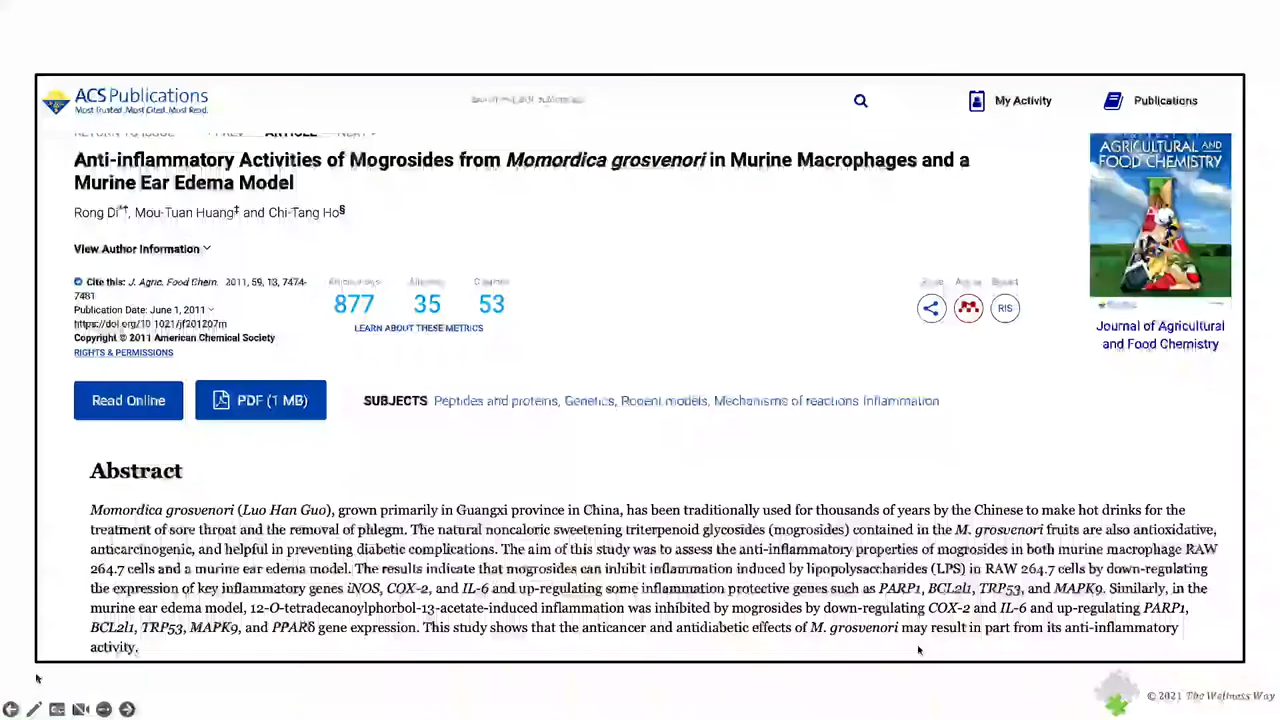 ACS Publications
Most Trusted. Most Cited. Most Read.
My Activity
Publications
ARTICLE
Anti-inflammatory Activities of Mogrosides from Momordica grosvenori in Murine Macrophages and a
Murine Ear Edema Model
Rong Di*†, Mou-Tuan Huang‡ and Chi-Tang Ho§
View Author Information
Cite this: J. Agric. Food Chem. 2011, 59, 13, 7474-
7481
Publication Date: June 1, 2011
https://doi.org/10.1021/jf201207m
Copyright © 2011 American Chemical Society
RIGHTS & PERMISSIONS
877
35
53
LEARN ABOUT THESE METRICS
RIS
AGRICULTURAL AND
FOOD CHEMISTRY
Journal of Agricultural
and Food Chemistry
Read Online
PDF (1 MB)
SUBJECTS Peptides and proteins, Genetics, Rodent models, Mechanisms of reactions Inflammation
Abstract
Momordica grosvenori (Luo Han Guo), grown primarily in Guangxi province in China, has been traditionally used for thousands of years by the Chinese to make hot drinks for the
treatment of sore throat and the removal of phlegm. The natural noncaloric sweetening triterpenoid glycosides (mogrosides) contained in the M. grosvenori fruits are also antioxidative,
anticarcinogenic, and helpful in preventing diabetic complications. The aim of this study was to assess the anti-inflammatory properties of mogrosides in both murine macrophage RAW
264.7 cells and a murine ear edema model. The results indicate that mogrosides can inhibit inflammation induced by lipopolysaccharides (LPS) in RAW 264.7 cells by down-regulating
the expression of key inflammatory genes iNOS, COX-2, and IL-6 and up-regulating some inflammation protective genes such as PARP1, BCL2l1, TRP53, and MAPK9. Similarly, in the
murine ear edema model, 12-O-tetradecanoylphorbol-13-acetate-induced inflammation was inhibited by mogrosides by down-regulating COX-2 and IL-6 and up-regulating PARP1,
BCL2l1, TRP53, MAPK9, and PPARδ gene expression. This study shows that the anticancer and antidiabetic effects of M. grosvenori may result in part from its anti-inflammatory
activity.
© 2021 The Wellness Way